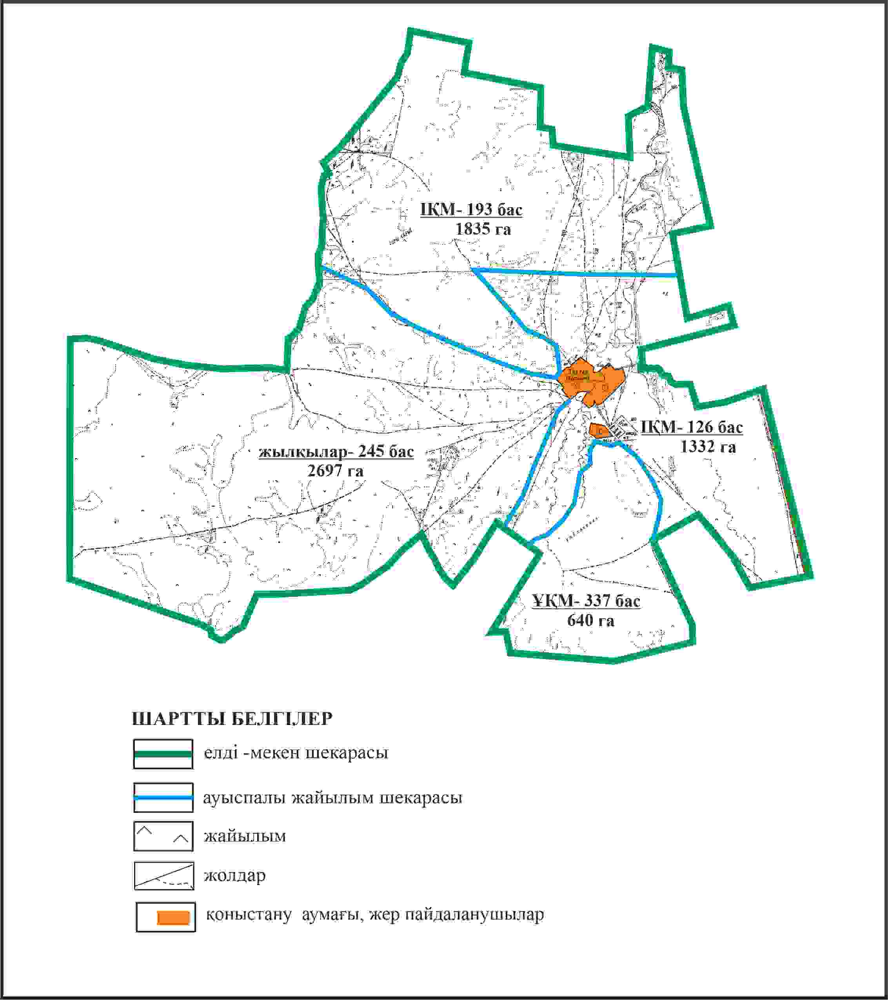 ІҚМ- 193 бас
1835 га
ІҚМ- 126 бас
1332 га
жылқылар- 245 бас
2697 га
ҰҚМ- 337 бас
640 га
ШАРТТЫ БЕЛГІЛЕР
елді -мекен шекарасы
ауыспалы жайылым шекарасы
жайылым
жолдар
қоныстану аумағы, жер пайдаланушылар